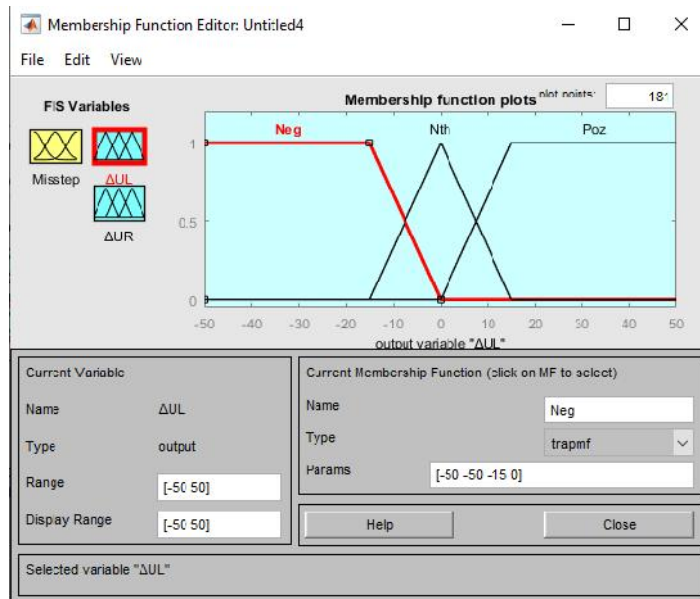 Membership Function Editor: Untitled4
File Edit View
FIS Variables
Misstep
ΔUL
ΔUR
Membership function plots
plot points: 181
Neg
Nth
Poz
1
0.5
0
-50 -40 -30 -20 -10 0 10 20 30 40 50
output variable "ΔUL"
Current Variable
Name ΔUL
Type output
Range [-50 50]
Display Range [-50 50]
Current Membership Function (click on MF to select)
Name Neg
Type trapmf
Params [-50 -50 -15 0]
Help Close
Selected variable "ΔUL"